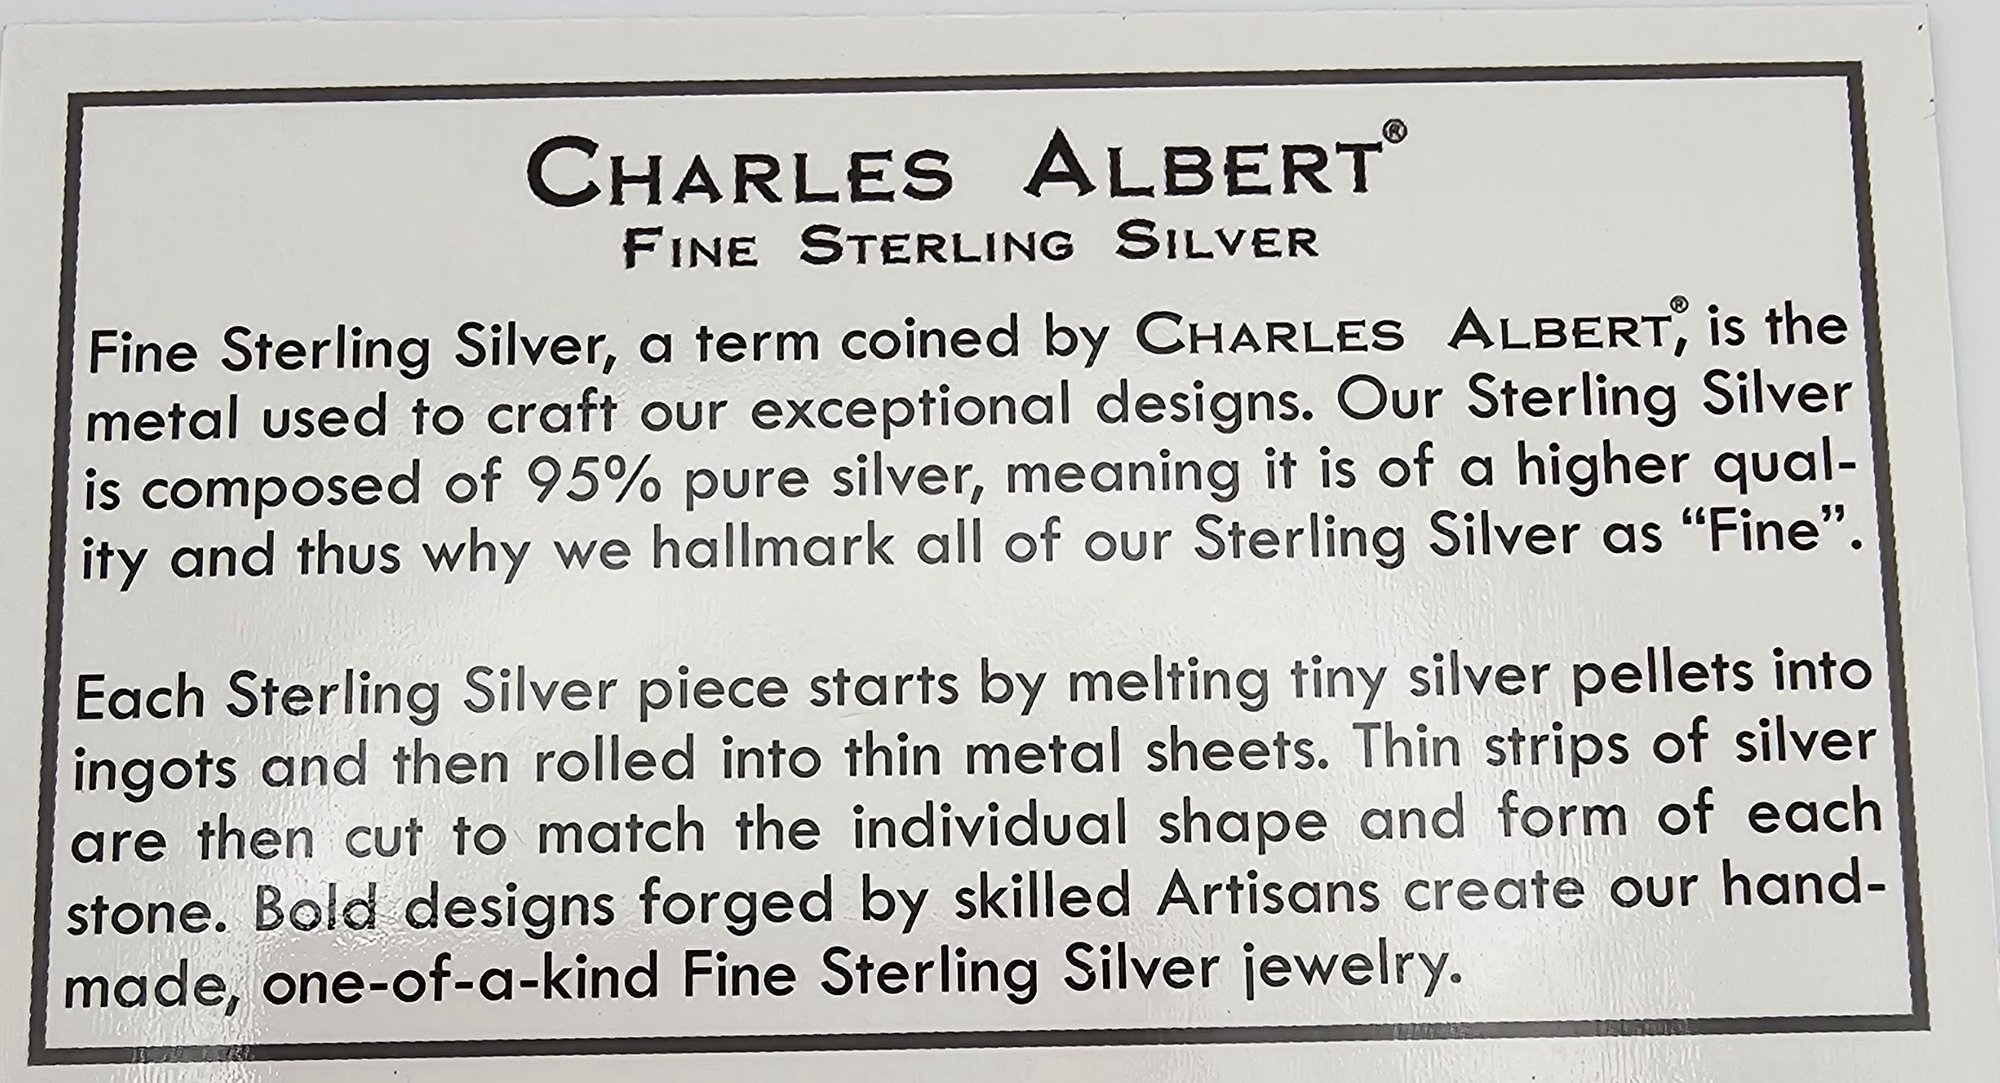 CHARLES ALBERT®
FINE STERLING SILVER
Fine Sterling Silver, a term coined by CHARLES ALBERT®, is the
metal used to craft our exceptional designs. Our Sterling Silver
is composed of 95% pure silver, meaning it is of a higher qual-
ity and thus why we hallmark all of our Sterling Silver as “Fine”.
Each Sterling Silver piece starts by melting tiny silver pellets into
ingots and then rolled into thin metal sheets. Thin strips of silver
are then cut to match the individual shape and form of each
stone. Bold designs forged by skilled Artisans create our hand-
made, one-of-a-kind Fine Sterling Silver jewelry.